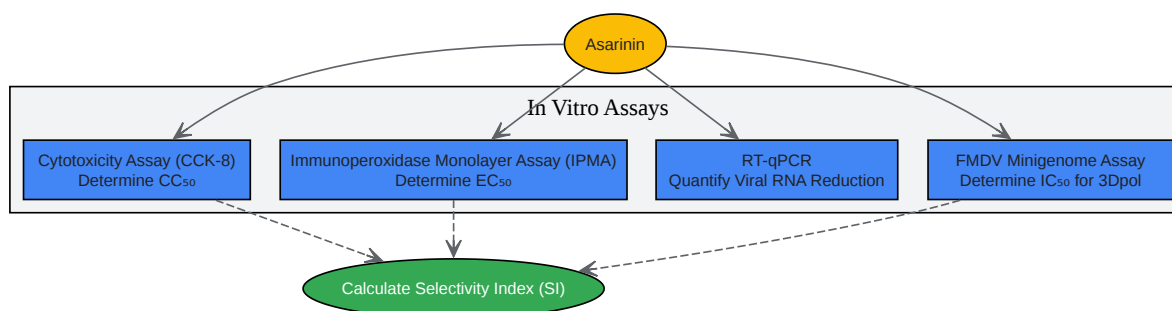 Asarinin
In Vitro Assays
Cytotoxicity Assay (CCK-8)
Determine CC₅₀
Immunoperoxidase Monolayer Assay (IPMA)
Determine EC₅₀
RT-qPCR
Quantify Viral RNA Reduction
FMDV Minigenome Assay
Determine IC₅₀ for 3Dpol
Calculate Selectivity Index (SI)